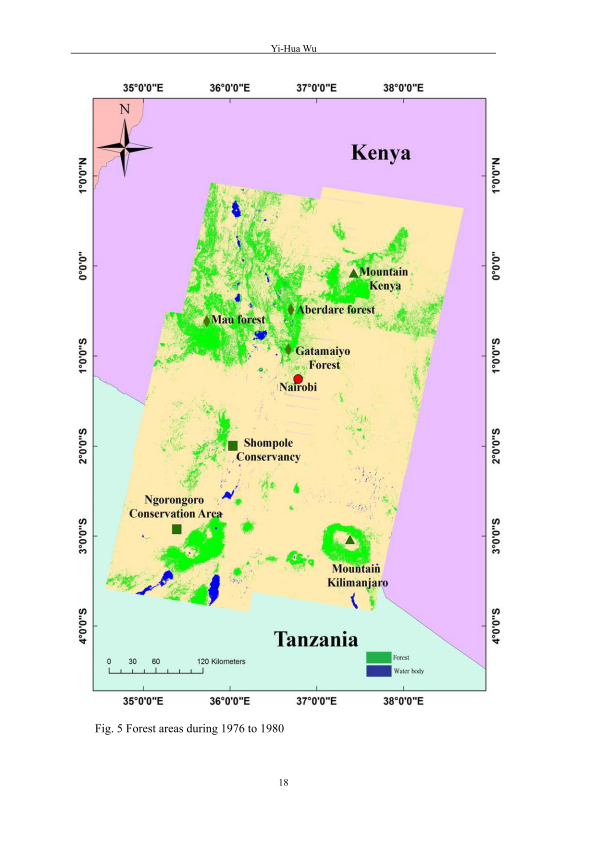 Yi-Hua Wu
35°0'0"E 36°0'0"E 37°0'0"E 38°0'0"E
N
Kenya
1°0'0"N
1°0'0"N
0°0'0"
0°0'0"
Mountain
Kenya
Aberdare forest
Mau forest
Gatamaiyo
Forest
1°0'0"S
1°0'0"S
Nairobi
2°0'0"S
2°0'0"S
Shompole
Conservancy
Ngorongoro
Conservation Area
3°0'0"S
3°0'0"S
Mountain
Kilimanjaro
4°0'0"S
4°0'0"S
Tanzania
Forest
Water body
0 30 60 120 Kilometers
35°0'0"E 36°0'0"E 37°0'0"E 38°0'0"E
Fig. 5 Forest areas during 1976 to 1980
18